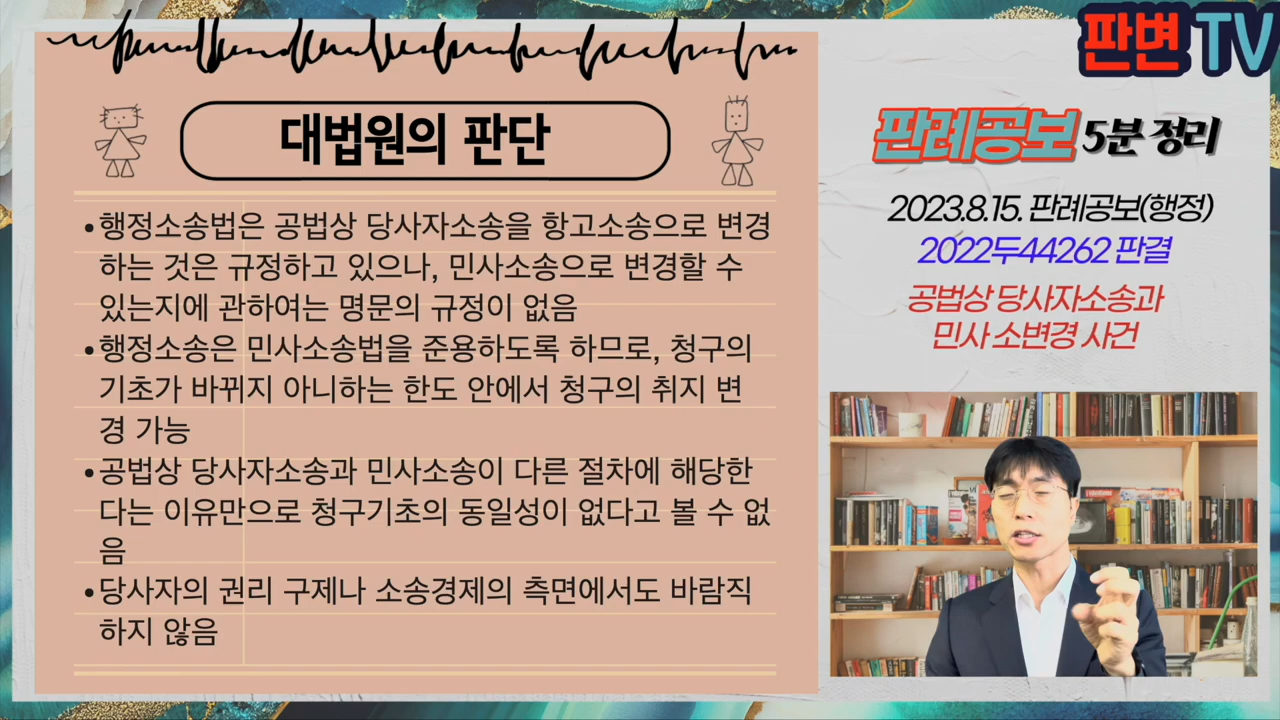 판변 TV
대법원의 판단
•행정소송법은 공법상 당사자소송을 항고소송으로 변경
하는 것은 규정하고 있으나, 민사소송으로 변경할 수
있는지에 관하여는 명문의 규정이 없음
•행정소송은 민사소송법을 준용하도록 하므로, 청구의
기초가 바뀌지 아니하는 한도 안에서 청구의 취지 변
경 가능
•공법상 당사자소송과 민사소송이 다른 절차에 해당한
다는 이유만으로 청구기초의 동일성이 없다고 볼 수 없
음
•당사자의 권리 구제나 소송경제의 측면에서도 바람직
하지 않음
판례공보 5분 정리
2023.8.15. 판례공보(행정)
2022두44262 판결
공법상 당사자소송과
민사 소변경 사건